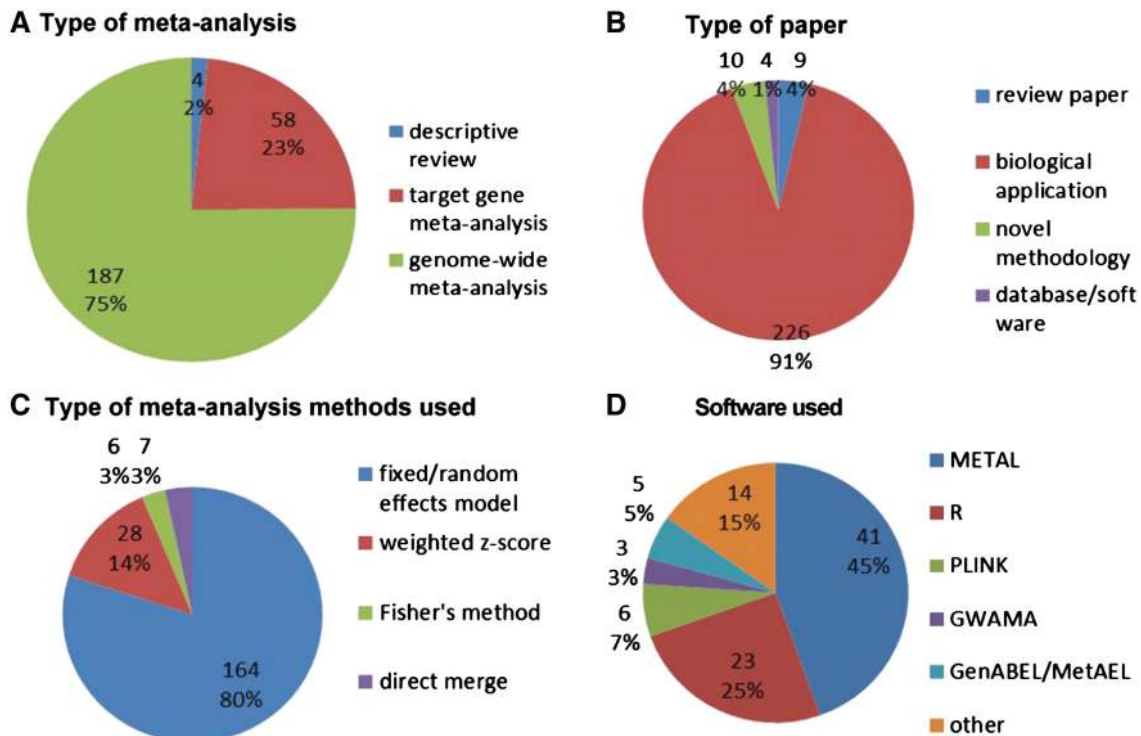 A Type of meta-analysis
4
2%
58
23%
187
75%
descriptive
review
target gene
meta-analysis
genome-wide
meta-analysis
B Type of paper
10 4 9
4% 1% 4%
226
91%
review paper
biological
application
novel
methodology
database/soft
ware
C Type of meta-analysis methods used
6 7
3% 3%
28
14%
164
80%
fixed/random
effects model
weighted z-score
Fisher's method
direct merge
D Software used
14
15%
41
45%
5
5%
3
3%
6
7%
23
25%
METAL
R
PLINK
GWAMA
GenABEL/MetAEL
other